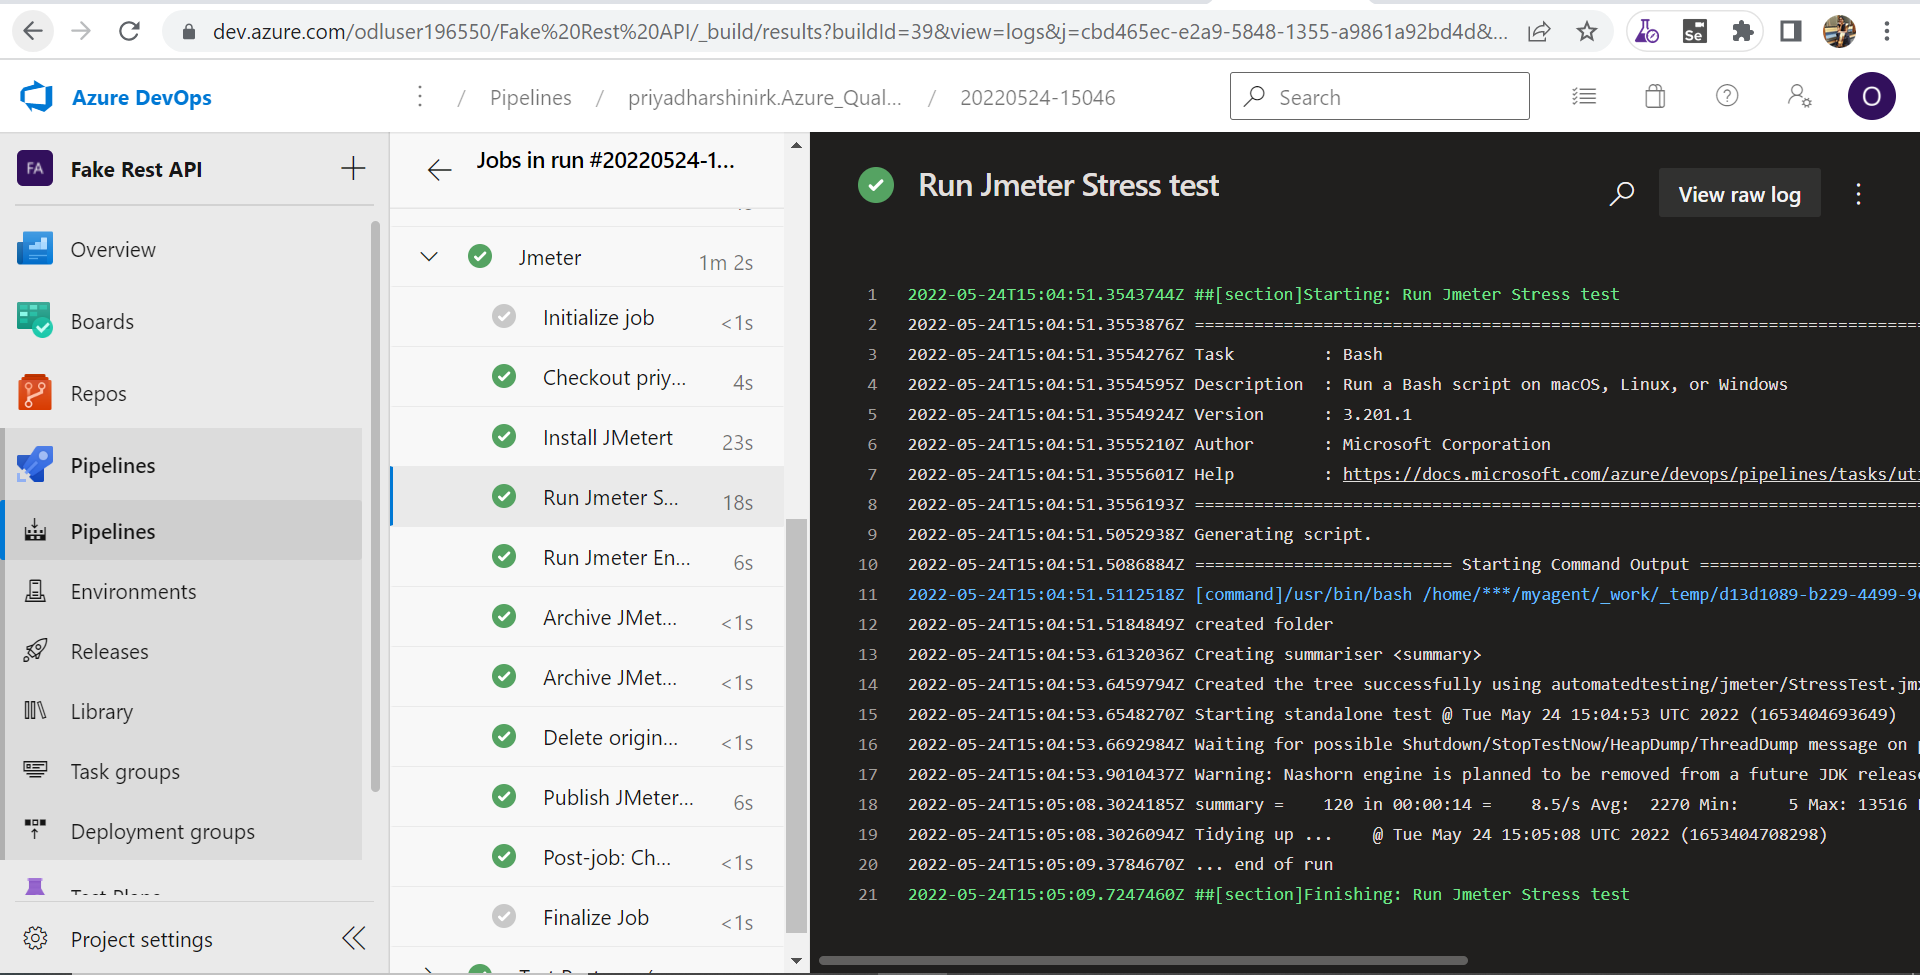 dev.azure.com/odluser196550/Fake%20Rest%20API/_build/results?buildId=39&view=logs&j=cbd465ec-e2a9-5848-1355-a9861a92bd4d&...
Se
Azure DevOps
/ Pipelines / priyadharshinirk.Azure_Qual... / 20220524-15046
Search
O
FA Fake Rest API
Overview
Boards
Repos
Pipelines
Pipelines
Environments
Releases
Library
Task groups
Deployment groups
Project settings
Jobs in run #20220524-1...
Jmeter 1m 2s
Initialize job <1s
Checkout priy... 4s
Install JMetert 23s
Run Jmeter S... 18s
Run Jmeter En... 6s
Archive JMet... <1s
Archive JMet... <1s
Delete origin... <1s
Publish JMeter... 6s
Post-job: Ch... <1s
Finalize Job <1s
Run Jmeter Stress test
View raw log
1 2022-05-24T15:04:51.3543744Z ##[section]Starting: Run Jmeter Stress test
2 2022-05-24T15:04:51.3553876Z ==========================================================================
3 2022-05-24T15:04:51.3554276Z Task : Bash
4 2022-05-24T15:04:51.3554595Z Description : Run a Bash script on macOS, Linux, or Windows
5 2022-05-24T15:04:51.3554924Z Version : 3.201.1
6 2022-05-24T15:04:51.3555210Z Author : Microsoft Corporation
7 2022-05-24T15:04:51.3555601Z Help : https://docs.microsoft.com/azure/devops/pipelines/tasks/uti
8 2022-05-24T15:04:51.3556193Z ==========================================================================
9 2022-05-24T15:04:51.5052938Z Generating script.
10 2022-05-24T15:04:51.5086884Z ========================== Starting Command Output ======================
11 2022-05-24T15:04:51.5112518Z [command]/usr/bin/bash /home/***/myagent/_work/_temp/d13d1089-b229-4499-9
12 2022-05-24T15:04:51.5184849Z created folder
13 2022-05-24T15:04:53.6132036Z Creating summariser <summary>
14 2022-05-24T15:04:53.6459794Z Created the tree successfully using automatedtesting/jmeter/StressTest.jmx
15 2022-05-24T15:04:53.6548270Z Starting standalone test @ Tue May 24 15:04:53 UTC 2022 (1653404693649)
16 2022-05-24T15:04:53.6692984Z Waiting for possible Shutdown/StopTestNow/HeapDump/ThreadDump message on p
17 2022-05-24T15:04:53.9010437Z Warning: Nashorn engine is planned to be removed from a future JDK release
18 2022-05-24T15:05:08.3024185Z summary = 120 in 00:00:14 = 8.5/s Avg: 2270 Min: 5 Max: 13516
19 2022-05-24T15:05:08.3026094Z Tidying up ... @ Tue May 24 15:05:08 UTC 2022 (1653404708298)
20 2022-05-24T15:05:09.3784670Z ... end of run
21 2022-05-24T15:05:09.7247460Z ##[section]Finishing: Run Jmeter Stress test